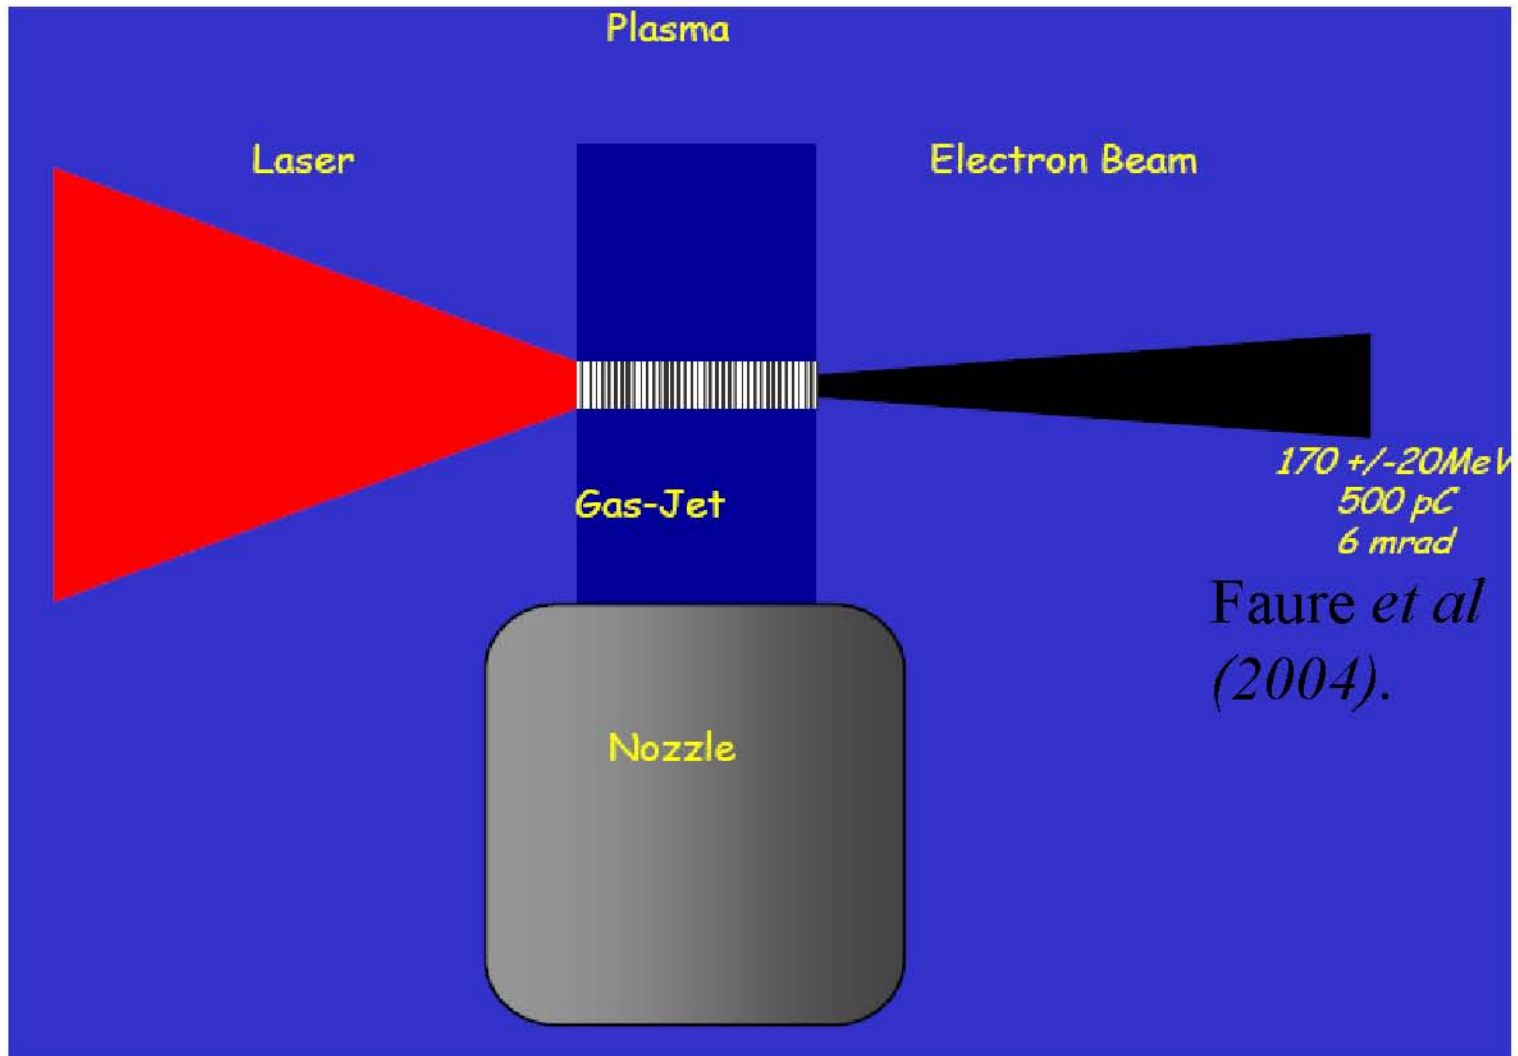 Plasma
Laser
Electron Beam
170 +/-20MeV
500 pC
6 mrad
Gas-Jet
Faure et al
(2004).
Nozzle